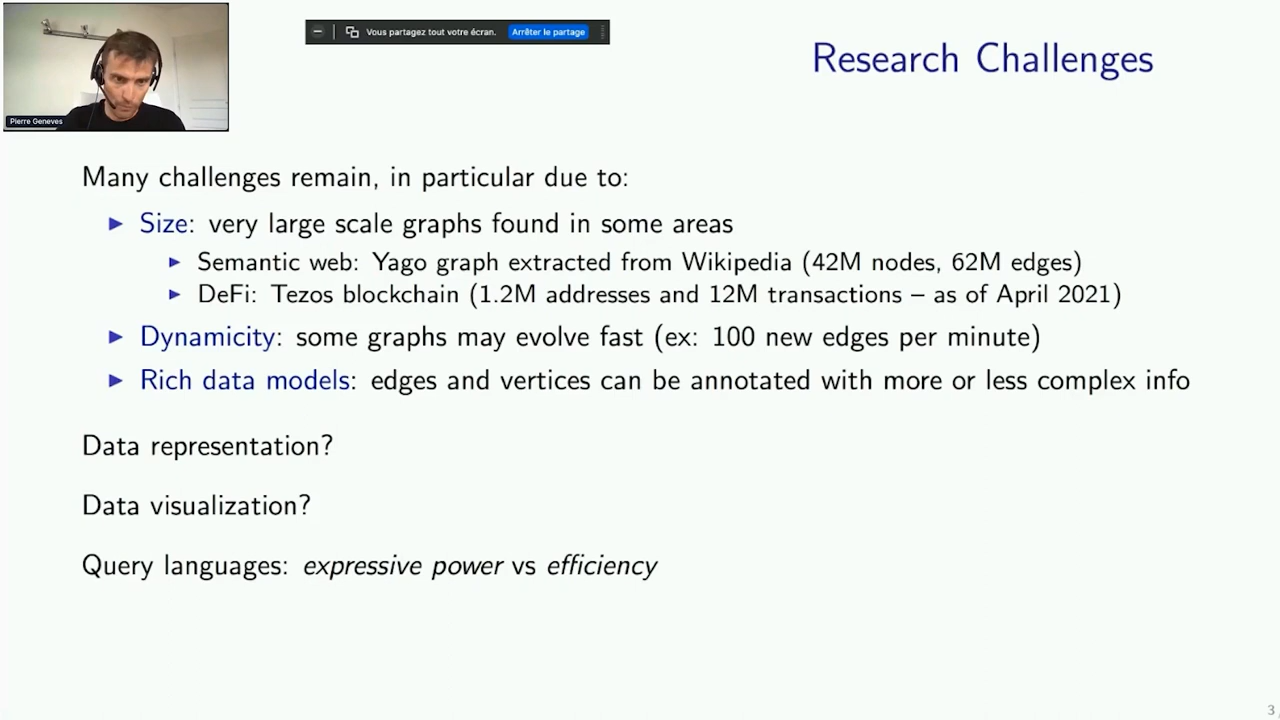 Vous partagez tout votre écran. Arrêter le partage
Research Challenges
Pierre Geneves
Many challenges remain, in particular due to:
Size: very large scale graphs found in some areas
Semantic web: Yago graph extracted from Wikipedia (42M nodes, 62M edges)
DeFi: Tezos blockchain (1.2M addresses and 12M transactions – as of April 2021)
Dynamicity: some graphs may evolve fast (ex: 100 new edges per minute)
Rich data models: edges and vertices can be annotated with more or less complex info
Data representation?
Data visualization?
Query languages: expressive power vs efficiency
3